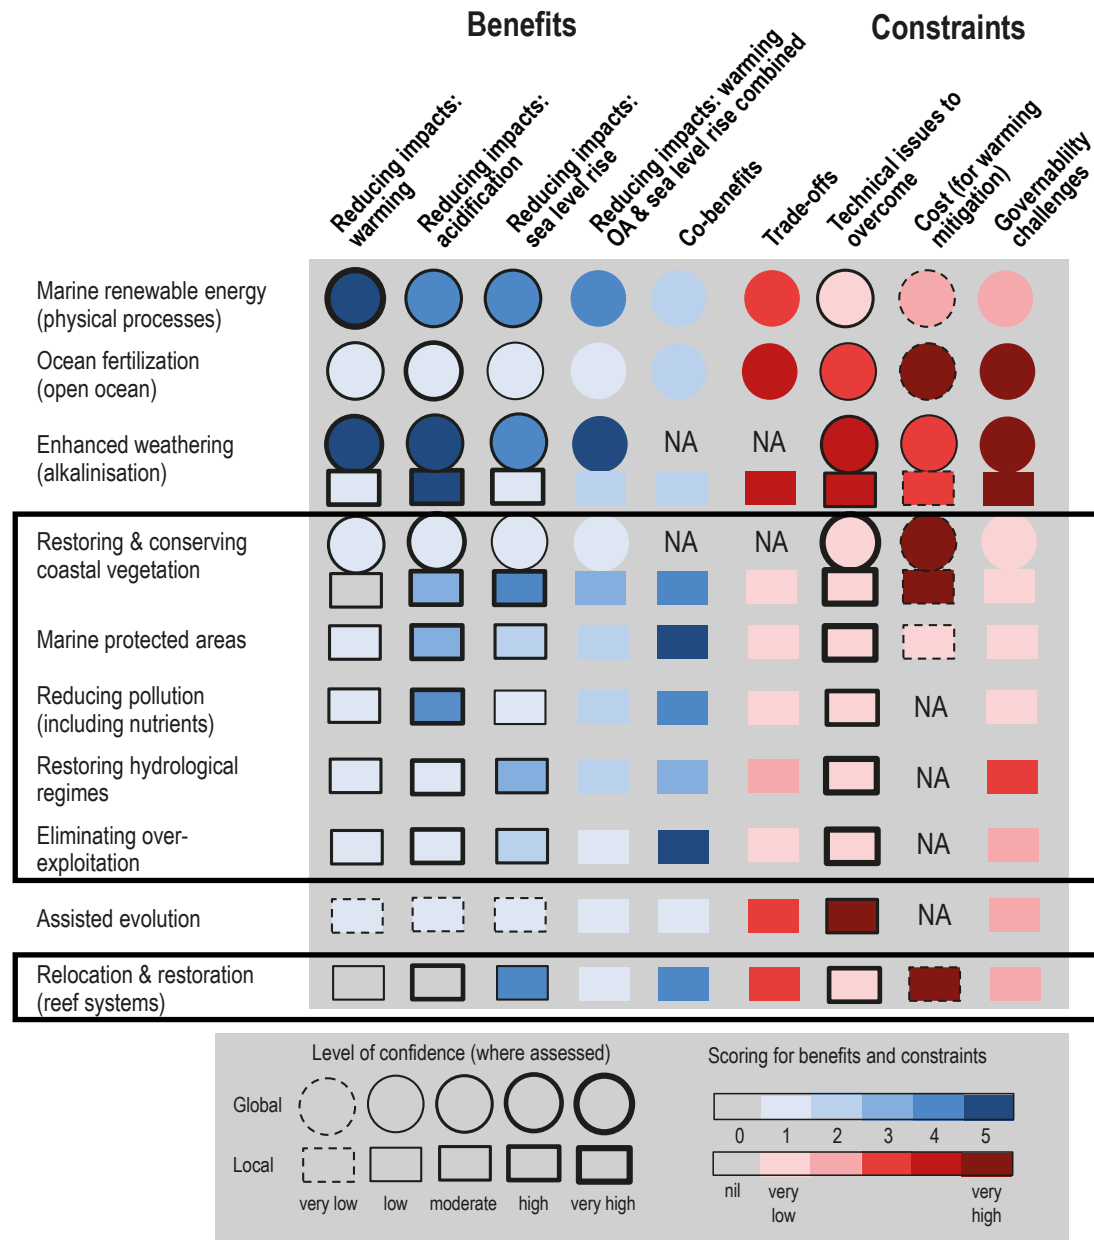 Benefits
Constraints
Reducing impacts:
warming
Reducing impacts:
acidification
Reducing impacts:
sea level rise
Reducing impacts: warming
OA & sea level rise combined
Co-benefits
Trade-offs
Technical issues to
overcome
Cost (for warming
mitigation)
Governability
challenges
Marine renewable energy
(physical processes)
Ocean fertilization
(open ocean)
Enhanced weathering
(alkalinisation)
NA
NA
Restoring & conserving
coastal vegetation
NA
NA
Marine protected areas
Reducing pollution
(including nutrients)
NA
Restoring hydrological
regimes
NA
Eliminating over-
exploitation
NA
Assisted evolution
NA
Relocation & restoration
(reef systems)
Level of confidence (where assessed)
Global
Local
very low
low
moderate
high
very high
Scoring for benefits and constraints
0
1
2
3
4
5
nil
very
low
very
high